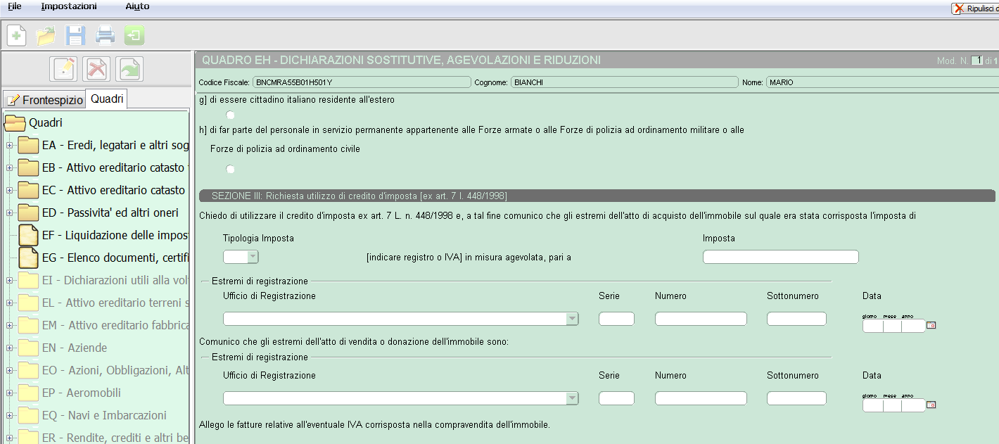 File Impostazioni Aiuto
Ripulisci
QUADRO EH - DICHIARAZIONI SOSTITUTIVE, AGEVOLAZIONI E RIDUZIONI
Mod. N. 1 di 1
Codice Fiscale: BNCMRA55B01H501Y Cognome: BIANCHI Nome: MARIO
Frontespizio Quadri
Quadri
EA - Eredi, legatari e altri sog
EB - Attivo ereditario catasto
EC - Attivo ereditario catasto
ED - Passivita' ed altri oneri
EF - Liquidazione delle impos
EG - Elenco documenti, certifi
EI - Dichiarazioni utili alla vol
EL - Attivo ereditario terreni s
EM - Attivo ereditario fabbrica
EN - Aziende
EO - Azioni, Obbligazioni, Alt
EP - Aeromobili
EQ - Navi e Imbarcazioni
ER - Rendite, crediti e altri be
g] di essere cittadino italiano residente all'estero
h] di far parte del personale in servizio permanente appartenente alle Forze armate o alle Forze di polizia ad ordinamento militare o alle
Forze di polizia ad ordinamento civile
SEZIONE III: Richiesta utilizzo di credito d'imposta [ex art. 7 l. 448/1998]
Chiedo di utilizzare il credito d'imposta ex art. 7 L. n. 448/1998 e, a tal fine comunico che gli estremi dell'atto di acquisto dell'immobile sul quale era stata corrisposta l'imposta di
Tipologia Imposta Imposta
[indicare registro o IVA] in misura agevolata, pari a
Estremi di registrazione
Ufficio di Registrazione Serie Numero Sottonumero Data
giorno mese anno
Comunico che gli estremi dell'atto di vendita o donazione dell'immobile sono:
Estremi di registrazione
Ufficio di Registrazione Serie Numero Sottonumero Data
giorno mese anno
Allego le fatture relative all'eventuale IVA corrisposta nella compravendita dell'immobile.